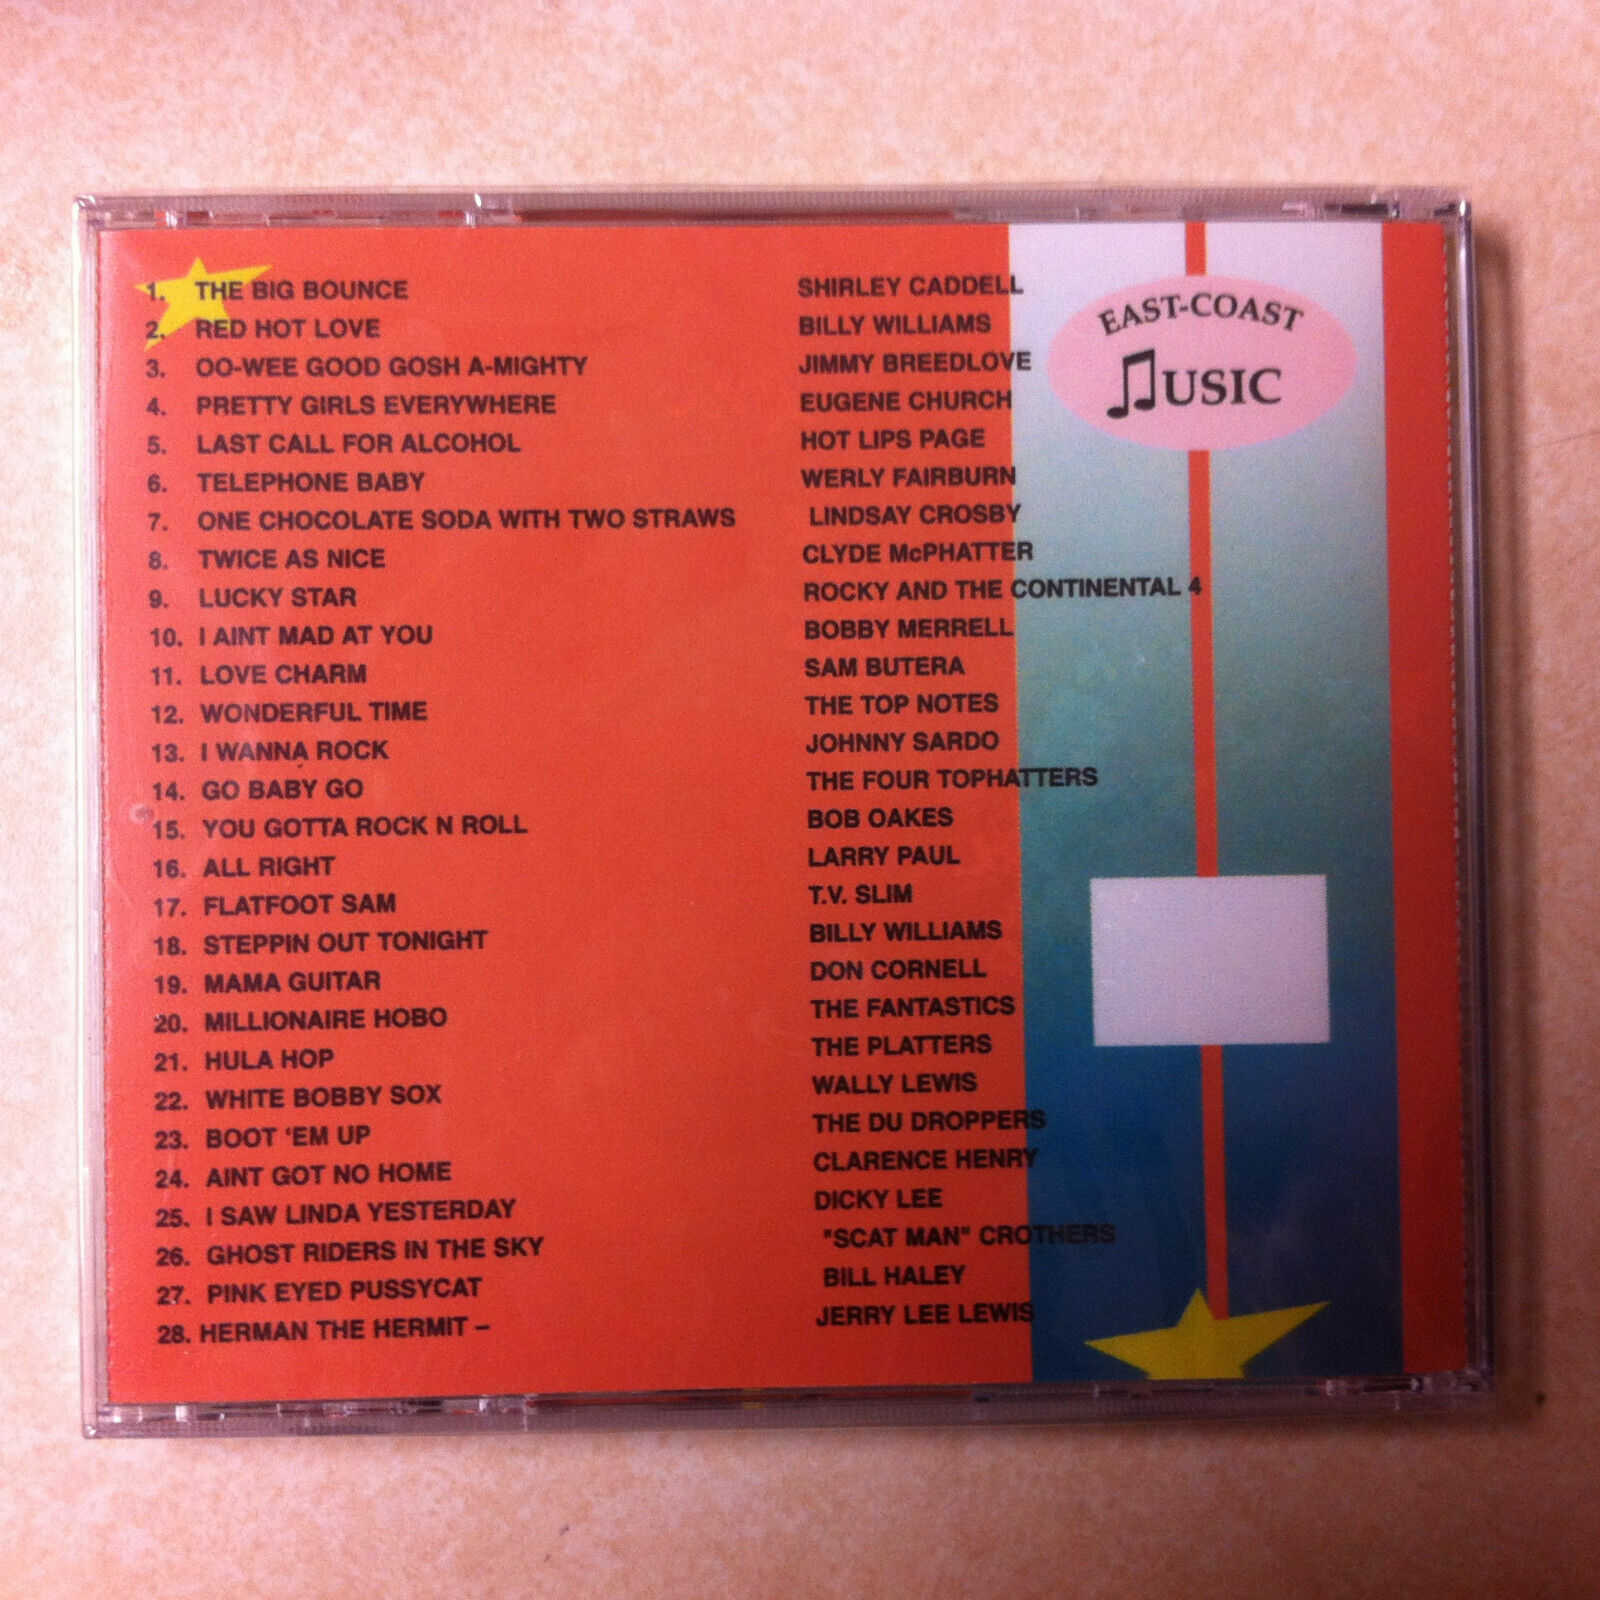 1. THE BIG BOUNCE SHIRLEY CADDELL
2. RED HOT LOVE BILLY WILLIAMS
3. OO-WEE GOOD GOSH A-MIGHTY JIMMY BREEDLOVE
4. PRETTY GIRLS EVERYWHERE EUGENE CHURCH
5. LAST CALL FOR ALCOHOL HOT LIPS PAGE
6. TELEPHONE BABY WERLY FAIRBURN
7. ONE CHOCOLATE SODA WITH TWO STRAWS LINDSAY CROSBY
8. TWICE AS NICE CLYDE McPHATTER
9. LUCKY STAR ROCKY AND THE CONTINENTAL 4
10. I AINT MAD AT YOU BOBBY MERRELL
11. LOVE CHARM SAM BUTERA
12. WONDERFUL TIME THE TOP NOTES
13. I WANNA ROCK JOHNNY SARDO
14. GO BABY GO THE FOUR TOPHATTERS
15. YOU GOTTA ROCK N ROLL BOB OAKES
16. ALL RIGHT LARRY PAUL
17. FLATFOOT SAM T.V. SLIM
18. STEPPIN OUT TONIGHT BILLY WILLIAMS
19. MAMA GUITAR DON CORNELL
20. MILLIONAIRE HOBO THE FANTASTICS
21. HULA HOP THE PLATTERS
22. WHITE BOBBY SOX WALLY LEWIS
23. BOOT ‘EM UP THE DU DROPPERS
24. AINT GOT NO HOME CLARENCE HENRY
25. I SAW LINDA YESTERDAY DICKY LEE
26. GHOST RIDERS IN THE SKY "SCAT MAN" CROTHERS
27. PINK EYED PUSSYCAT BILL HALEY
28. HERMAN THE HERMIT – JERRY LEE LEWIS
EAST-COAST
MUSIC